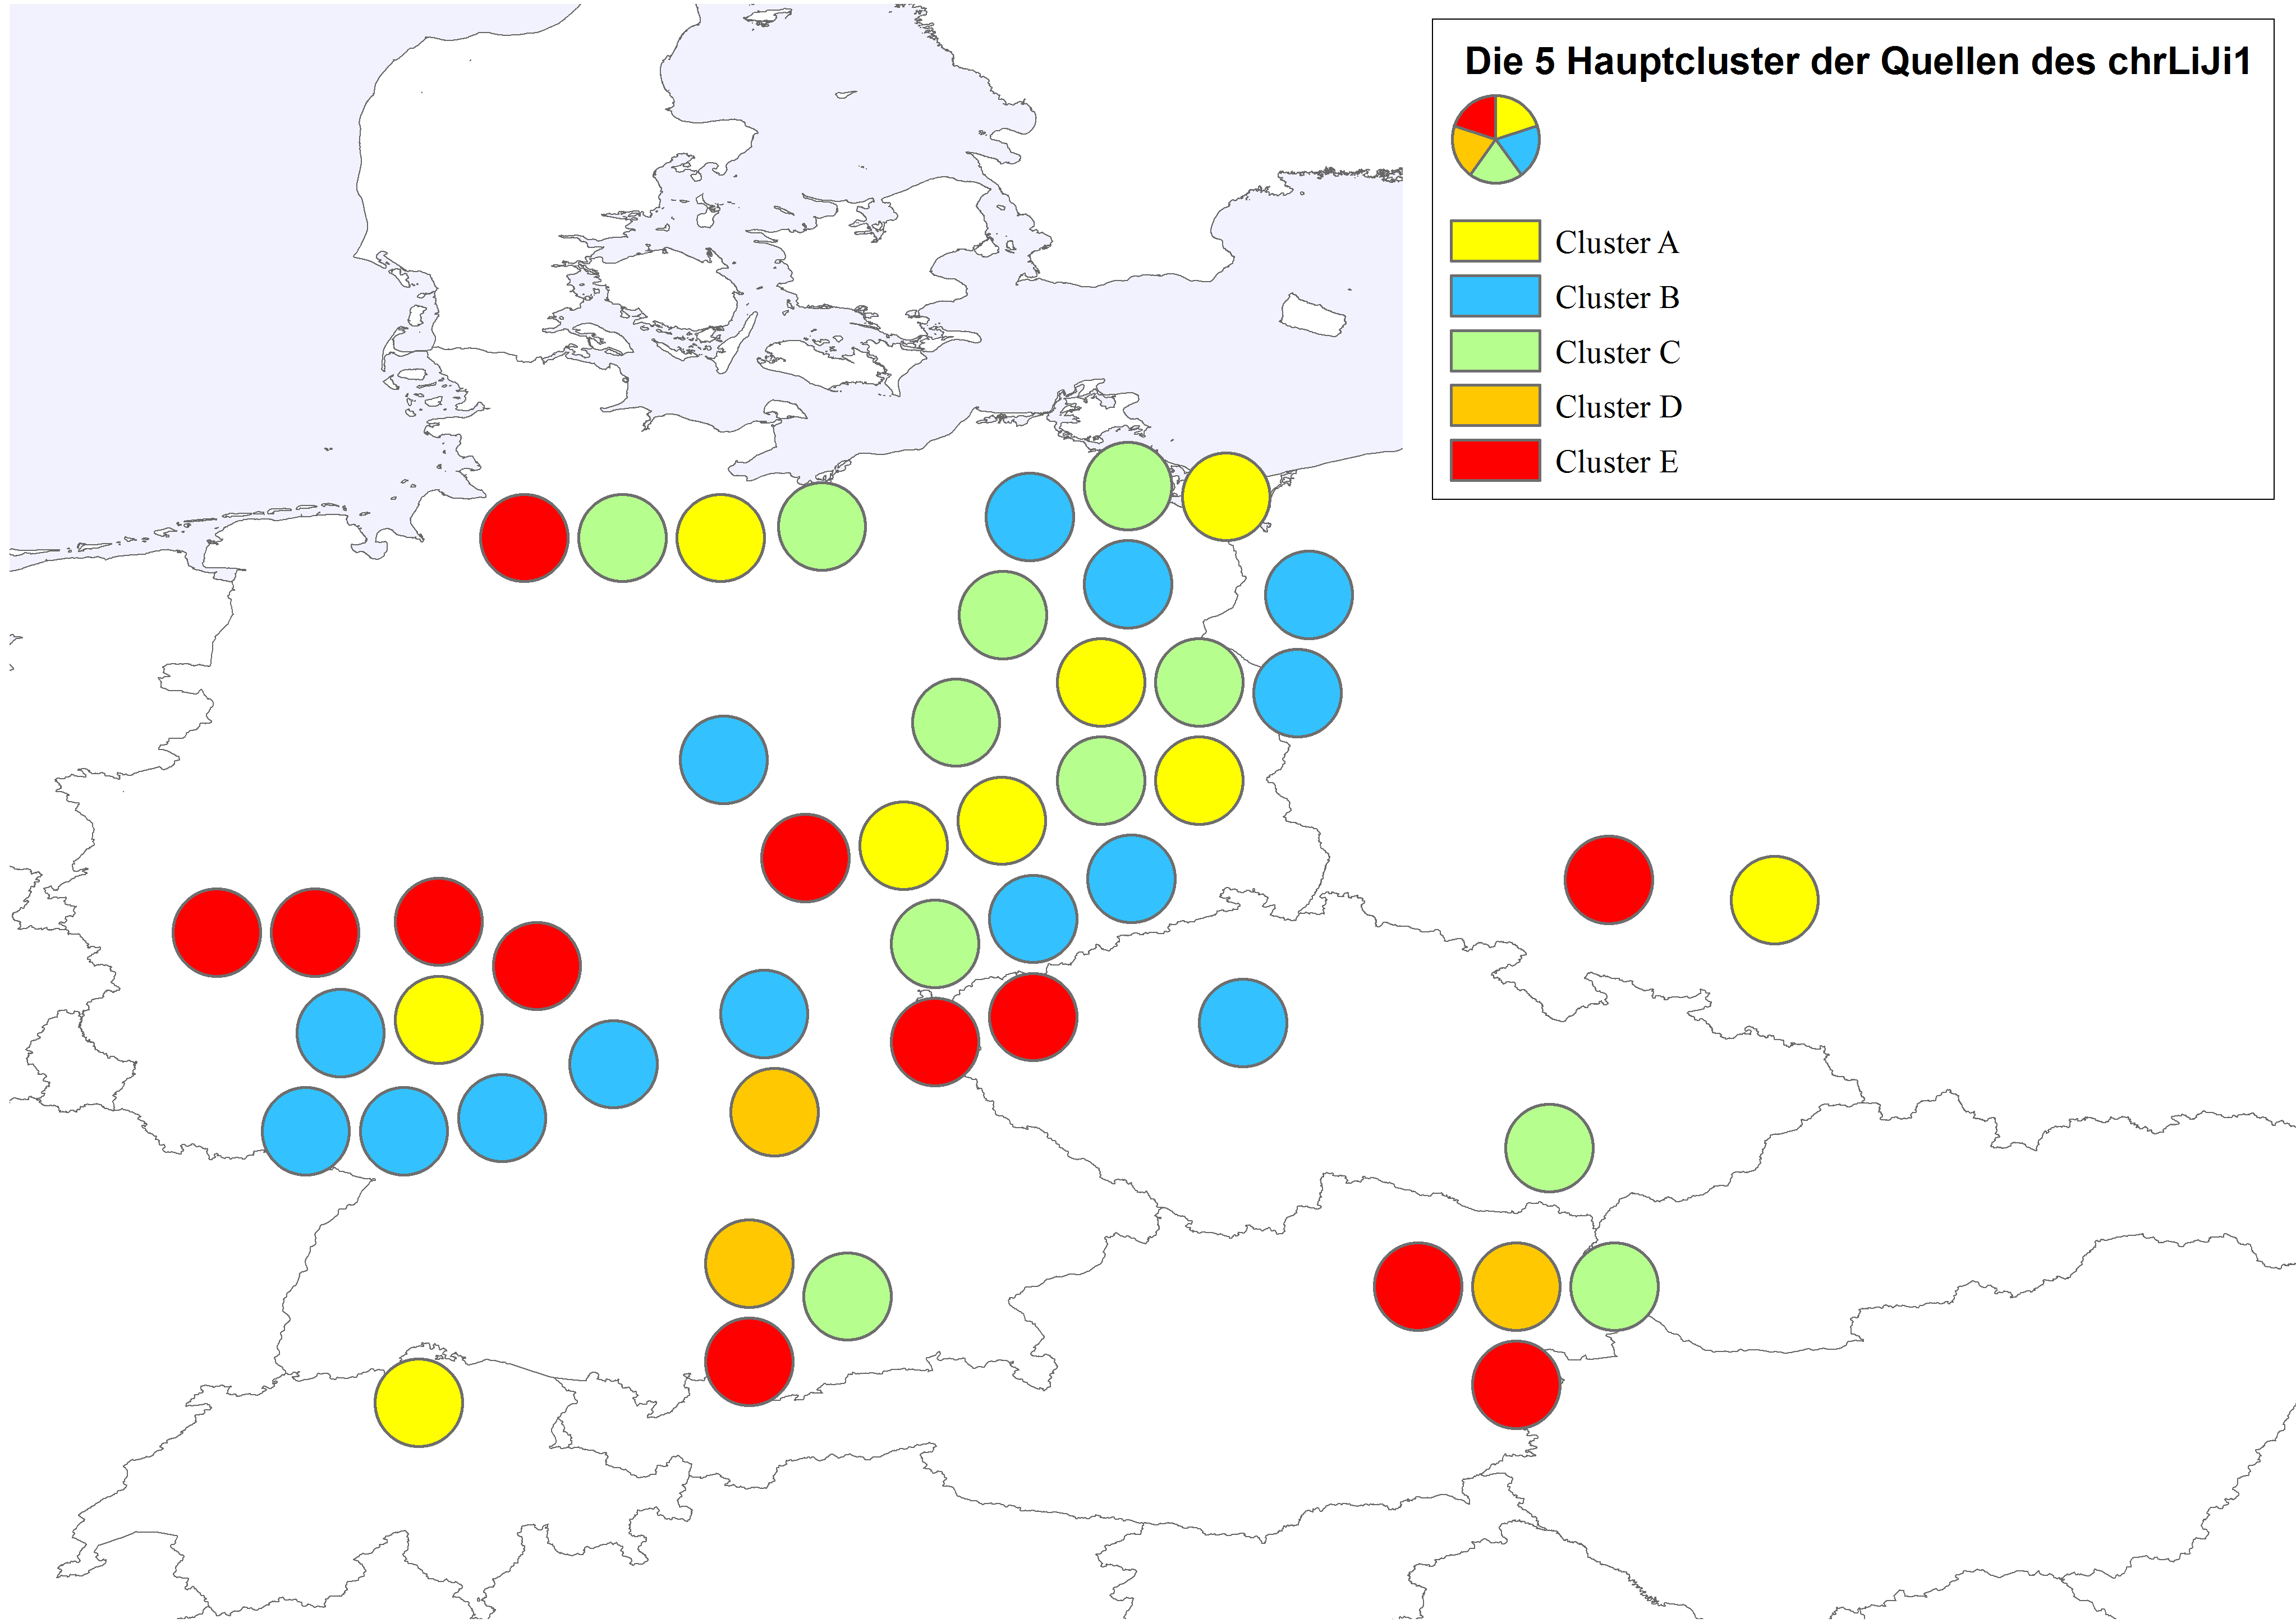 Die 5 Hauptcluster der Quellen des chrLiJi1
Cluster A
Cluster B
Cluster C
Cluster D
Cluster E